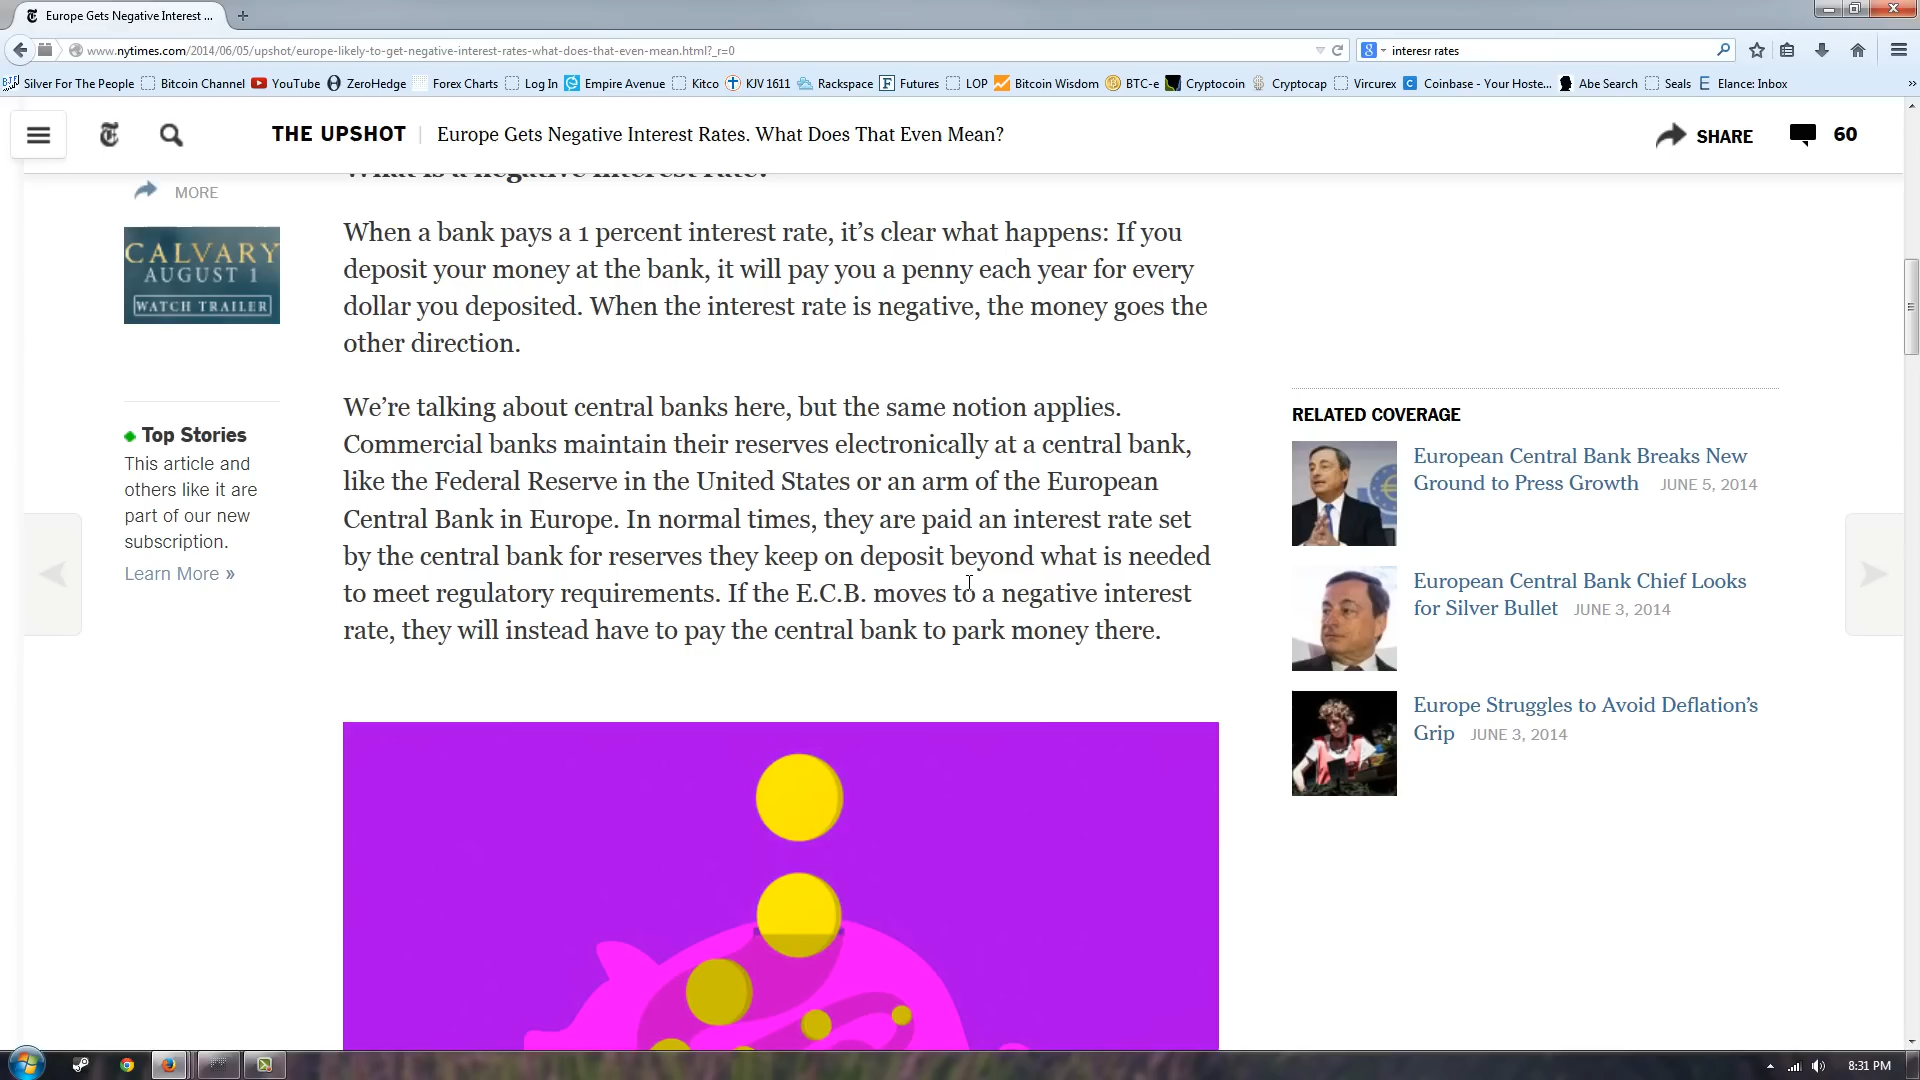 Europe Gets Negative Interest ...
www.nytimes.com/2014/06/05/upshot/europe-likely-to-get-negative-interest-rates-what-does-that-even-mean.html?_r=0
interesr rates
Silver For The People Bitcoin Channel YouTube ZeroHedge Forex Charts Log In Empire Avenue Kitco KJV 1611 Rackspace Futures LOP Bitcoin Wisdom BTC-e Cryptocoin Cryptocap Vircurex Coinbase - Your Hoste... Abe Search Seals Elance: Inbox
THE UPSHOT | Europe Gets Negative Interest Rates. What Does That Even Mean?
SHARE 60
What is a negative interest rate?
MORE
When a bank pays a 1 percent interest rate, it’s clear what happens: If you
deposit your money at the bank, it will pay you a penny each year for every
dollar you deposited. When the interest rate is negative, the money goes the
other direction.
CALVARY
AUGUST 1
WATCH TRAILER
Top Stories
This article and
others like it are
part of our new
subscription.
Learn More »
We’re talking about central banks here, but the same notion applies.
Commercial banks maintain their reserves electronically at a central bank,
like the Federal Reserve in the United States or an arm of the European
Central Bank in Europe. In normal times, they are paid an interest rate set
by the central bank for reserves they keep on deposit beyond what is needed
to meet regulatory requirements. If the E.C.B. moves to a negative interest
rate, they will instead have to pay the central bank to park money there.
RELATED COVERAGE
European Central Bank Breaks New
Ground to Press Growth JUNE 5, 2014
European Central Bank Chief Looks
for Silver Bullet JUNE 3, 2014
Europe Struggles to Avoid Deflation’s
Grip JUNE 3, 2014
8:31 PM